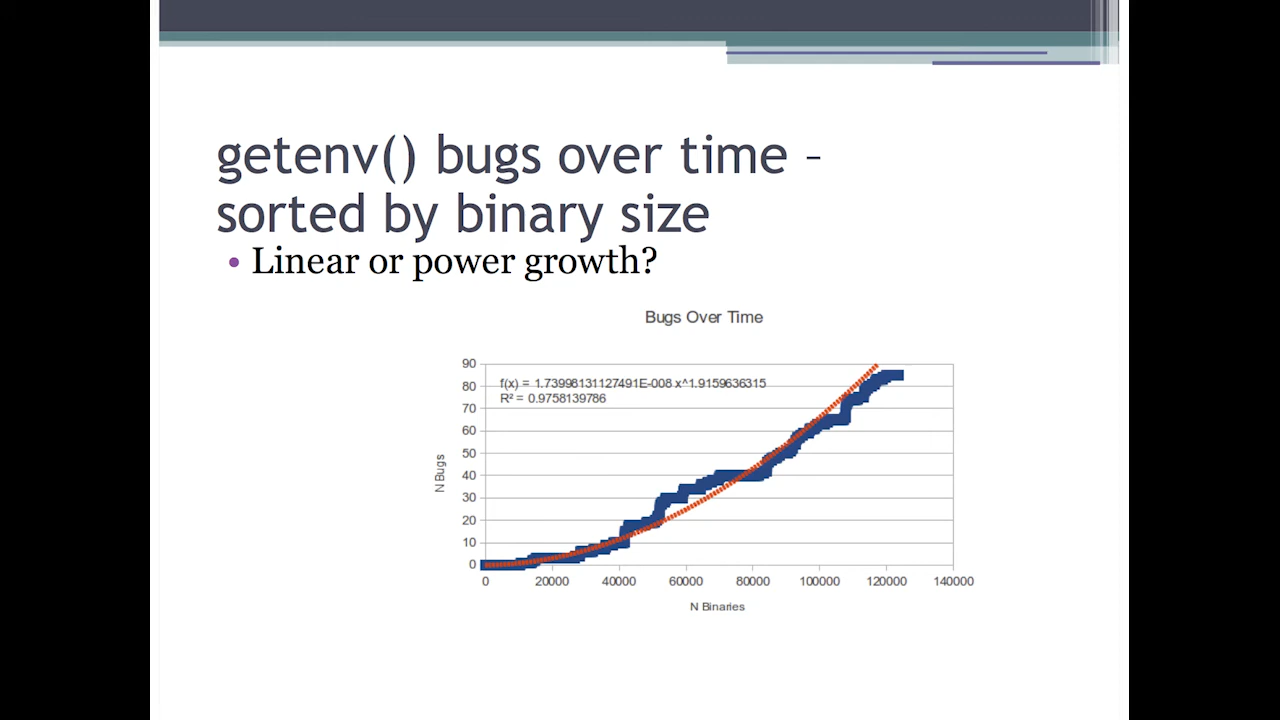 getenv() bugs over time –
sorted by binary size
• Linear or power growth?
Bugs Over Time
90
80
70
60
50
40
30
20
10
0
f(x) = 1.73998131127491E-008 x^1.9159636315
R² = 0.9758139786
N Bugs
0 20000 40000 60000 80000 100000 120000 140000
N Binaries